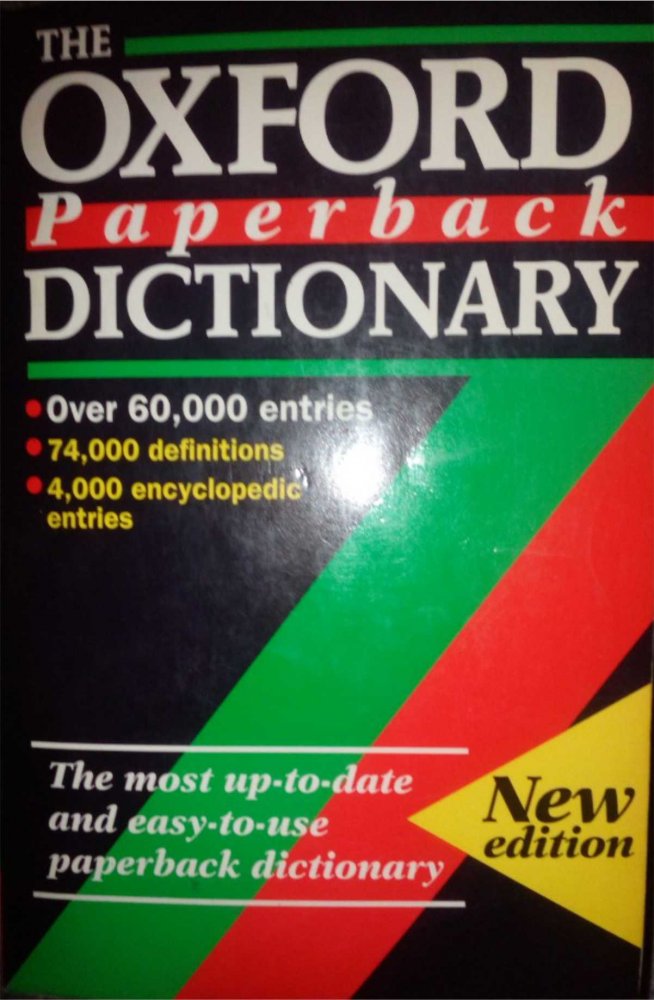 THE
OXFORD
Paperback
DICTIONARY
Over 60,000 entries
74,000 definitions
4,000 encyclopedic
entries
The most up-to-date
and easy-to-use
paperback dictionary
New
edition